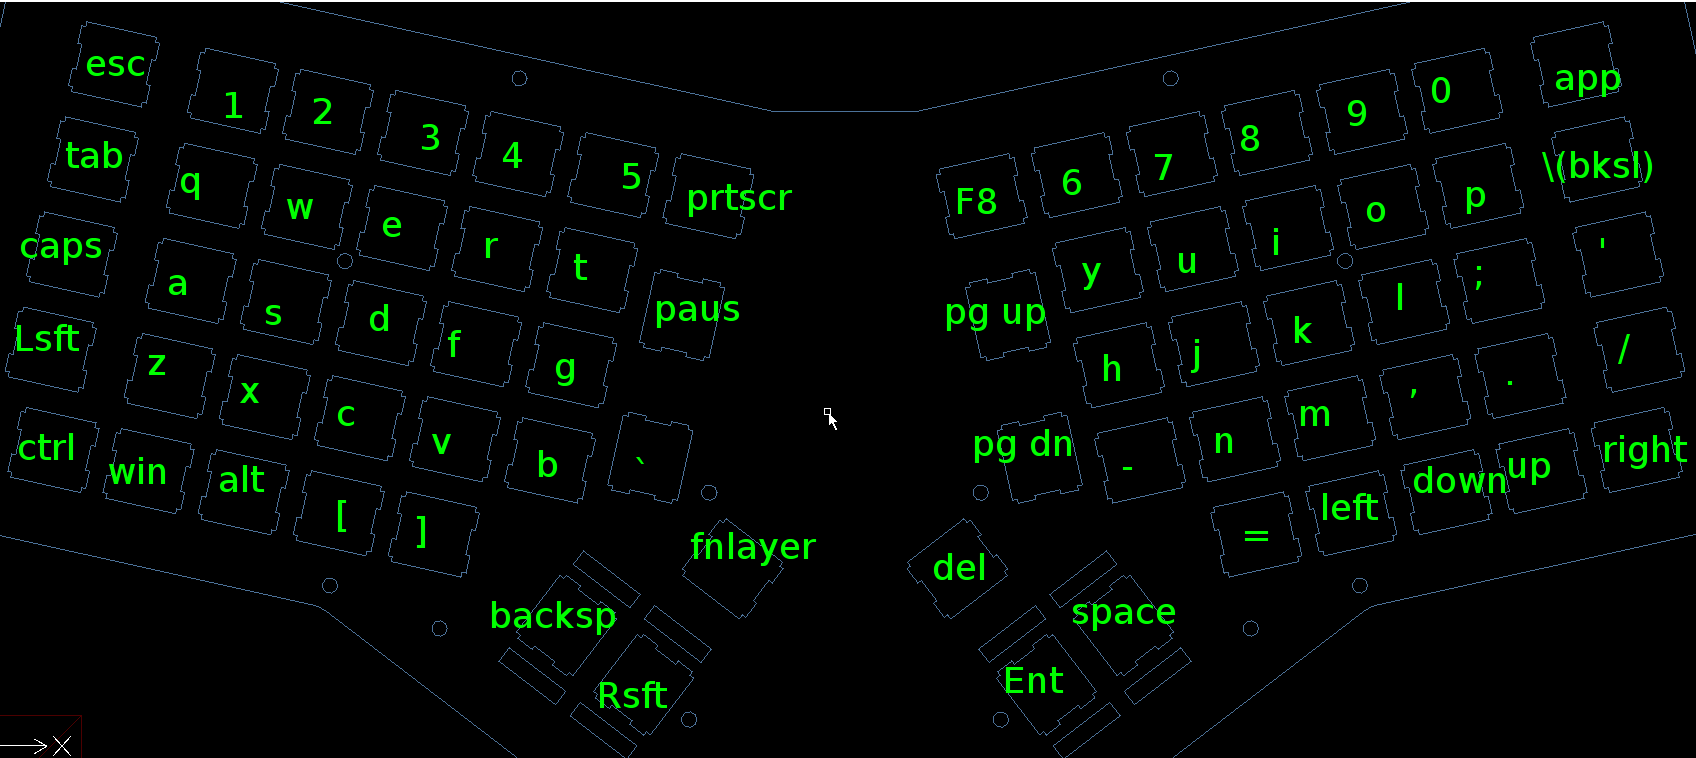 esc 1 2 3 4 5 prtscr F8 6 7 8 9 0 app
tab q w e r t paus pg up y u i o p \(bksl)
caps a s d f g h j k l ; '
Lsft z x c v b ` pg dn - n m , . /
ctrl win alt [ ] fnlayer del = left down up right
backsp space
Rsft Ent
X